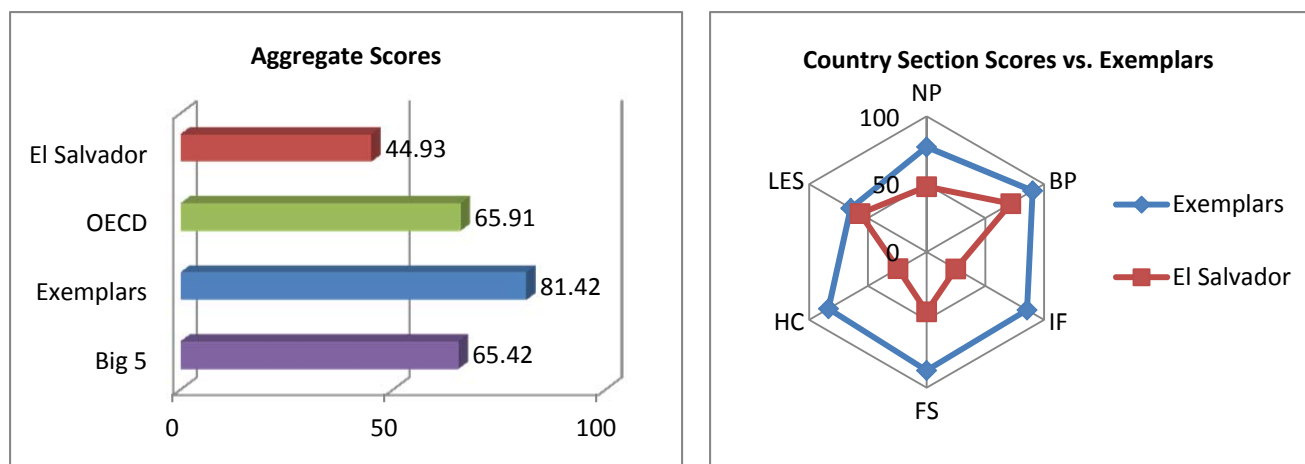 Aggregate Scores
El Salvador
44.93
OECD
65.91
Exemplars
81.42
Big 5
65.42
0
50
100
Country Section Scores vs. Exemplars
NP
100
LES
50
BP
0
HC
IF
FS
Exemplars
El Salvador